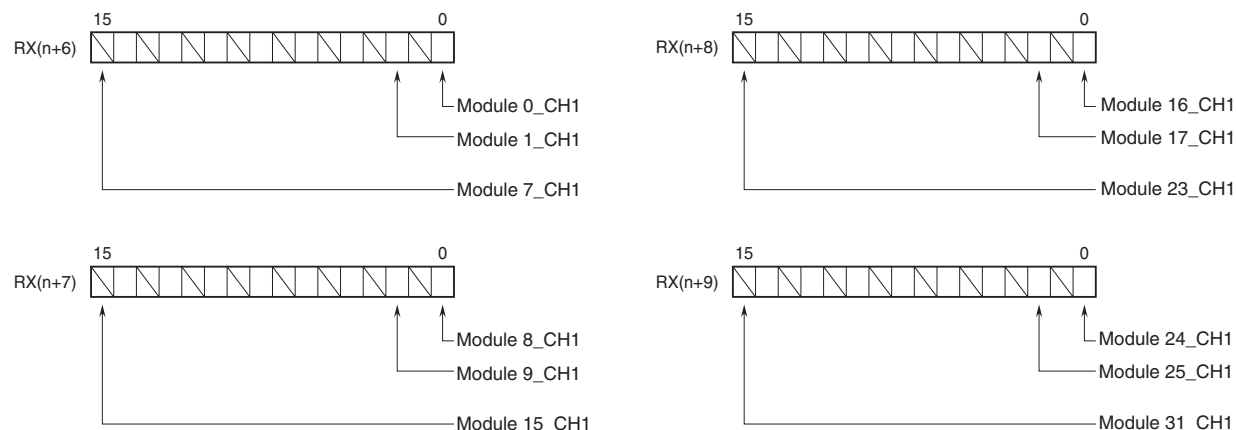 15 0
RX(n+6)
Module 0_CH1
Module 1_CH1
Module 7_CH1
15 0
RX(n+8)
Module 16_CH1
Module 17_CH1
Module 23_CH1
15 0
RX(n+7)
Module 8_CH1
Module 9_CH1
Module 15_CH1
15 0
RX(n+9)
Module 24_CH1
Module 25_CH1
Module 31_CH1